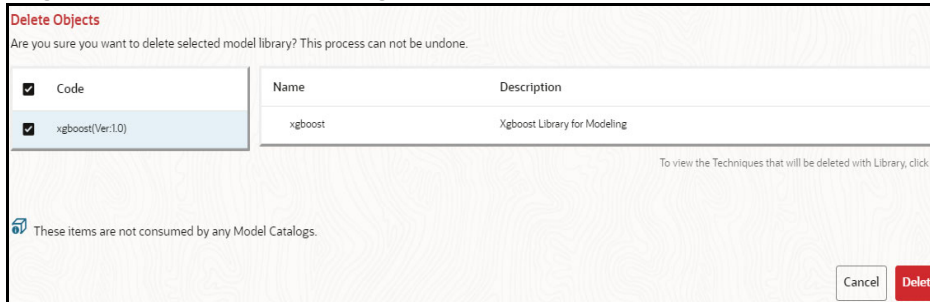 Delete Objects
Are you sure you want to delete selected model library? This process can not be undone.
Code
Name Description
xgboost(Ver:1.0)
xgboost Xgboost Library for Modeling
To view the Techniques that will be deleted with Library, click
These items are not consumed by any Model Catalogs.
Cancel Delet